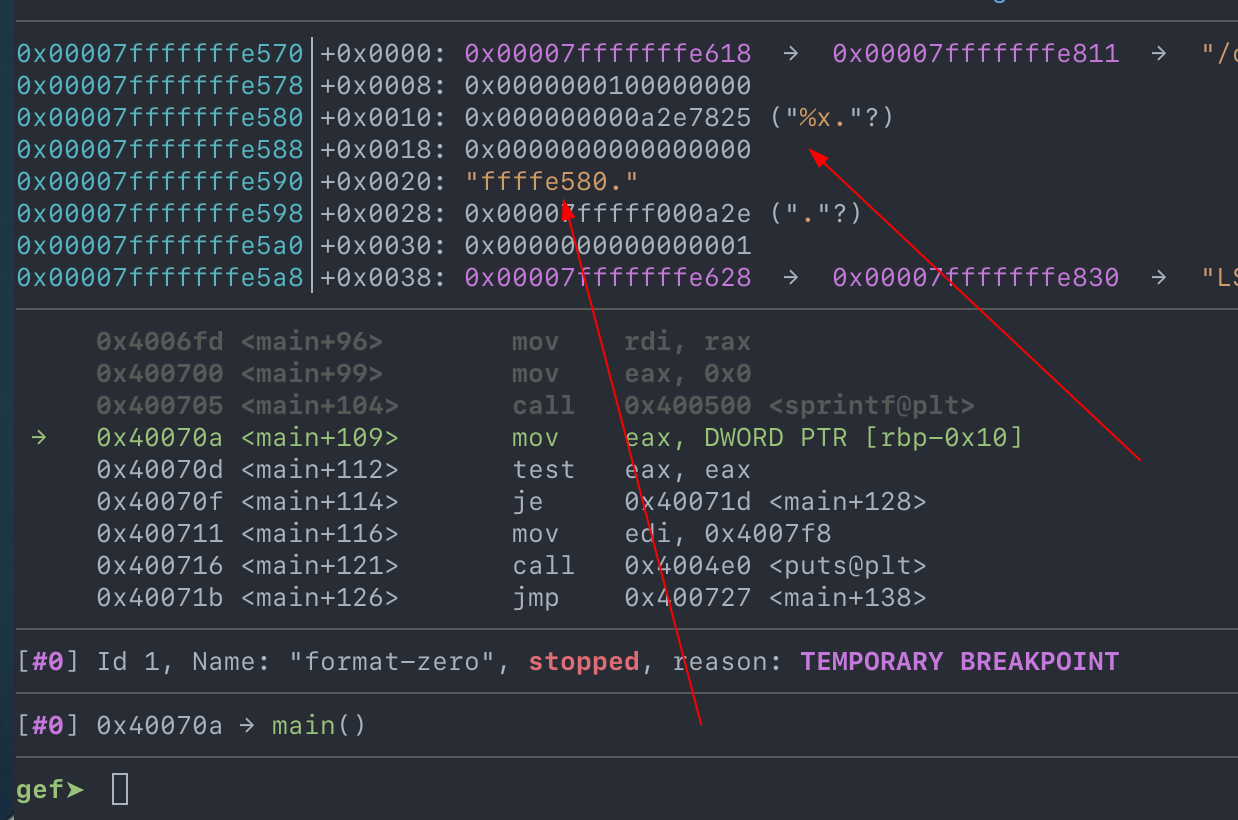 0x00007fffffffe570│+0x0000: 0x00007fffffffe618 → 0x00007fffffffe811 → "/
0x00007fffffffe578│+0x0008: 0x0000000100000000
0x00007fffffffe580│+0x0010: 0x000000000a2e7825 ("%x."?)
0x00007fffffffe588│+0x0018: 0x0000000000000000
0x00007fffffffe590│+0x0020: "ffffe580."
0x00007fffffffe598│+0x0028: 0x00007fffff000a2e ("."?)
0x00007fffffffe5a0│+0x0030: 0x0000000000000001
0x00007fffffffe5a8│+0x0038: 0x00007fffffffe628 → 0x00007fffffffe830 → "LS
0x4006fd <main+96> mov rdi, rax
0x400700 <main+99> mov eax, 0x0
0x400705 <main+104> call 0x400500 <sprintf@plt>
→ 0x40070a <main+109> mov eax, DWORD PTR [rbp-0x10]
0x40070d <main+112> test eax, eax
0x40070f <main+114> je 0x40071d <main+128>
0x400711 <main+116> mov edi, 0x4007f8
0x400716 <main+121> call 0x4004e0 <puts@plt>
0x40071b <main+126> jmp 0x400727 <main+138>
[#0] Id 1, Name: "format-zero", stopped, reason: TEMPORARY BREAKPOINT
[#0] 0x40070a → main()
gef➤